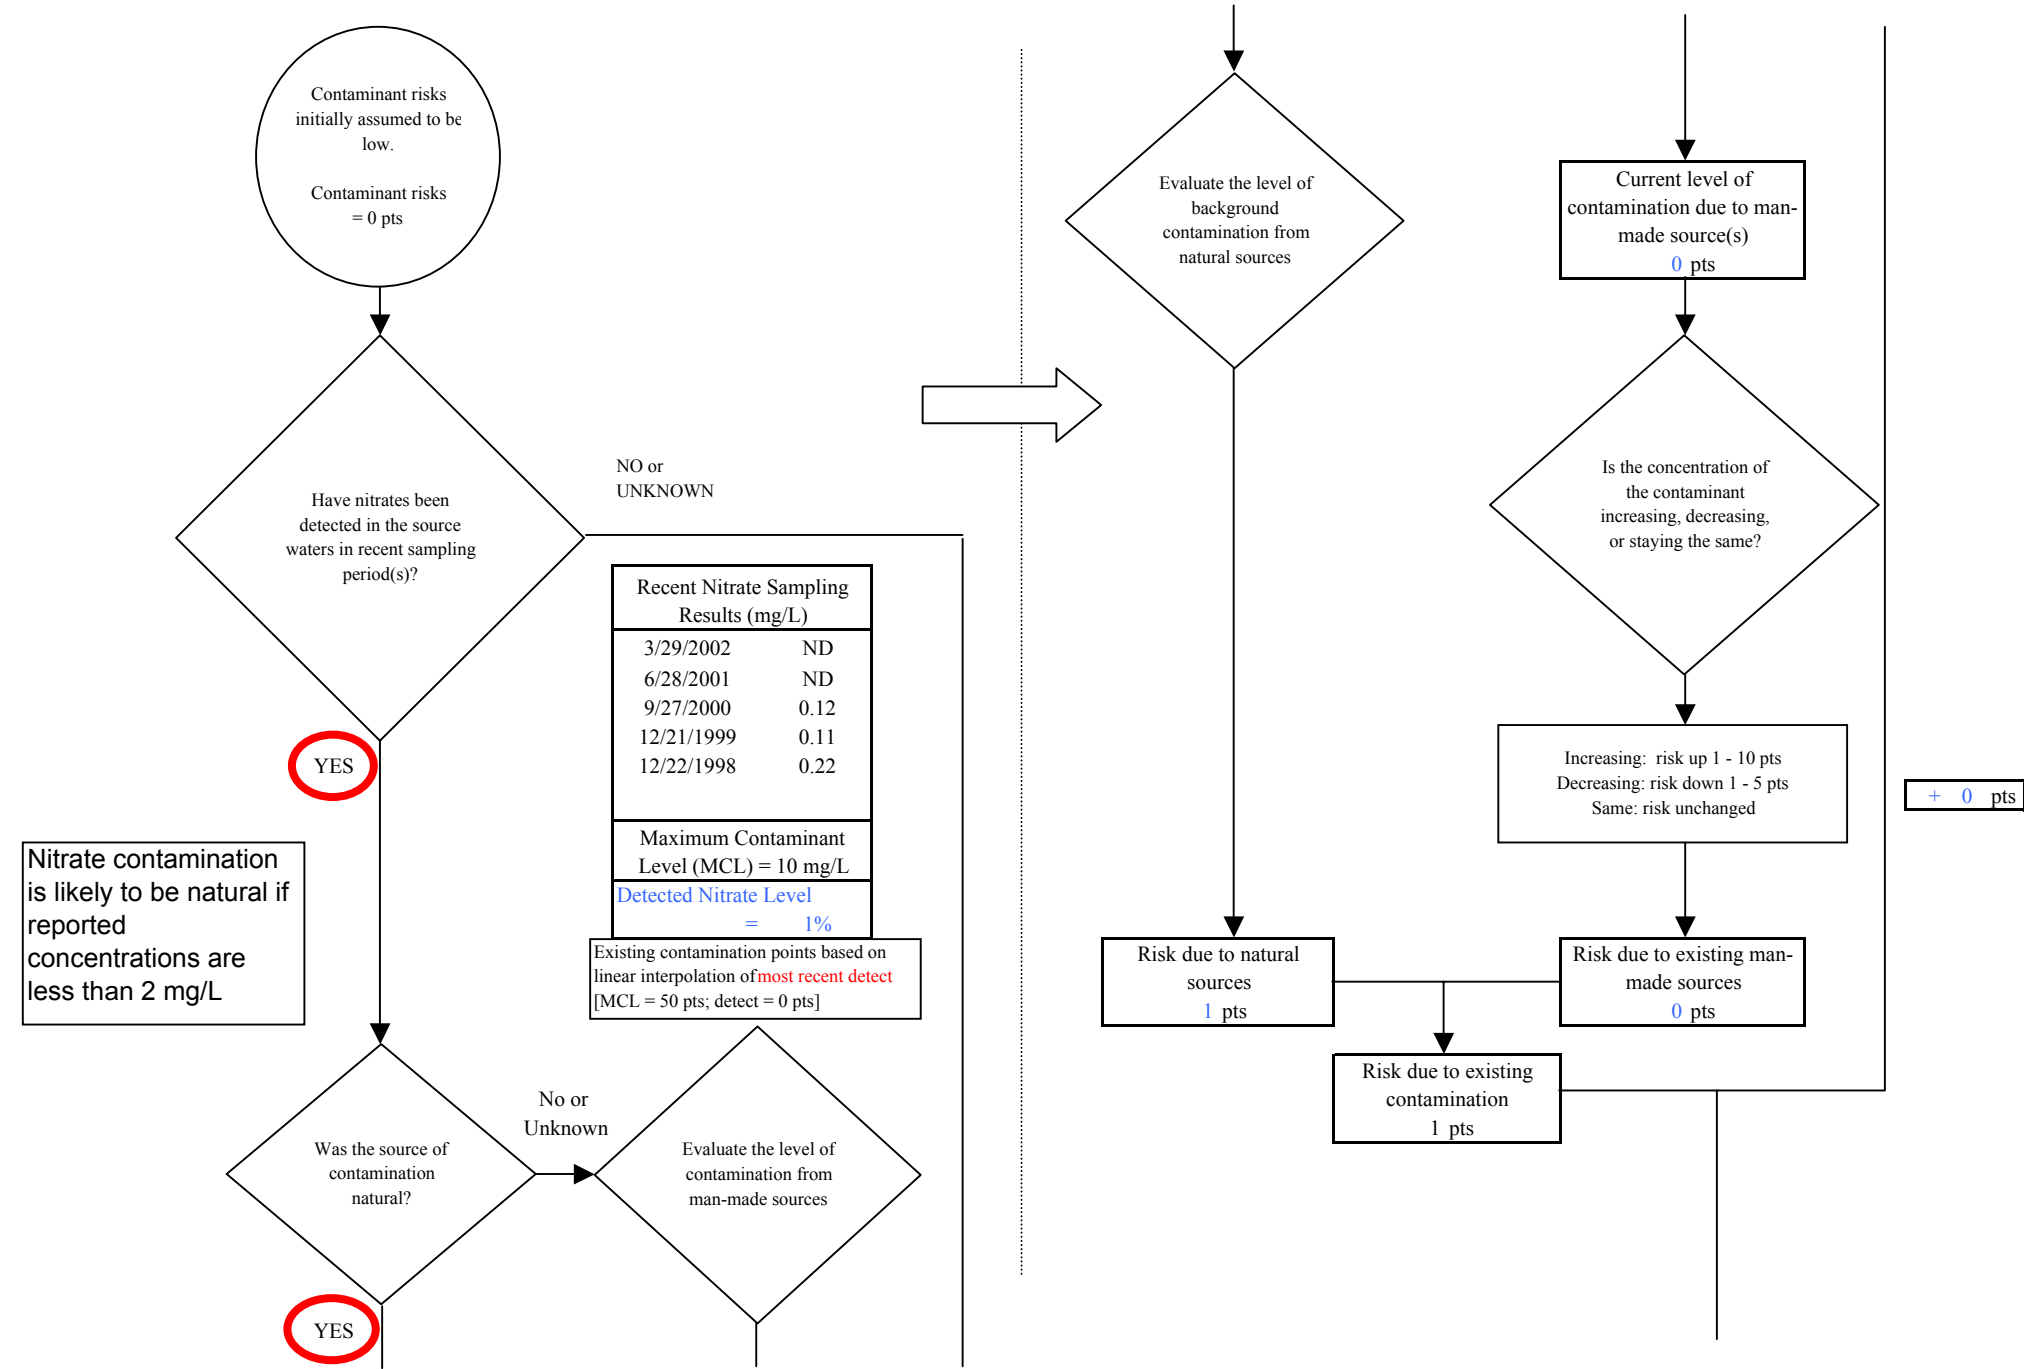 Contaminant risks
initially assumed to be
low.
Contaminant risks
= 0 pts
Have nitrates been
detected in the source
waters in recent sampling
period(s)?
NO or
UNKNOWN
YES
Recent Nitrate Sampling
Results (mg/L)
3/29/2002 ND
6/28/2001 ND
9/27/2000 0.12
12/21/1999 0.11
12/22/1998 0.22
Maximum Contaminant
Level (MCL) = 10 mg/L
Detected Nitrate Level
= 1%
Existing contamination points based on
linear interpolation of most recent detect
[MCL = 50 pts; detect = 0 pts]
Nitrate contamination
is likely to be natural if
reported
concentrations are
less than 2 mg/L
Was the source of
contamination
natural?
No or
Unknown
Evaluate the level of
contamination from
man-made sources
YES
Evaluate the level of
background
contamination from
natural sources
Current level of
contamination due to man-
made source(s)
0 pts
Is the concentration of
the contaminant
increasing, decreasing,
or staying the same?
Increasing: risk up 1 - 10 pts
Decreasing: risk down 1 - 5 pts
Same: risk unchanged
+ 0 pts
Risk due to natural
sources
1 pts
Risk due to existing man-
made sources
0 pts
Risk due to existing
contamination
1 pts